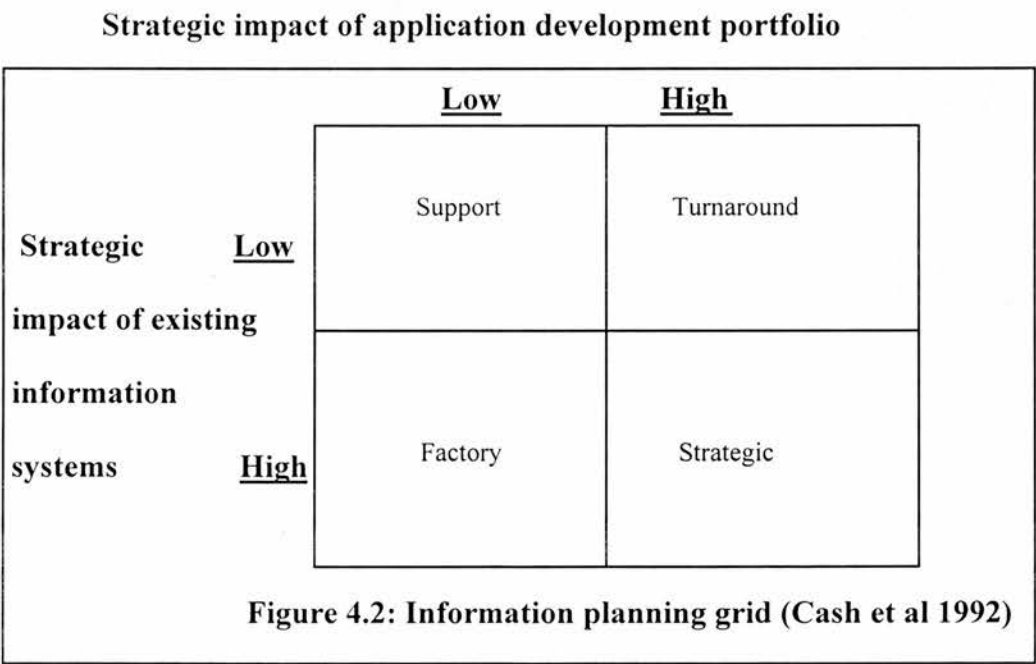 Strategic impact of application development portfolio
Low High
Support Turnaround
Strategic Low
impact of existing
information
Factory Strategic
systems High
Figure 4.2: Information planning grid (Cash et al 1992)